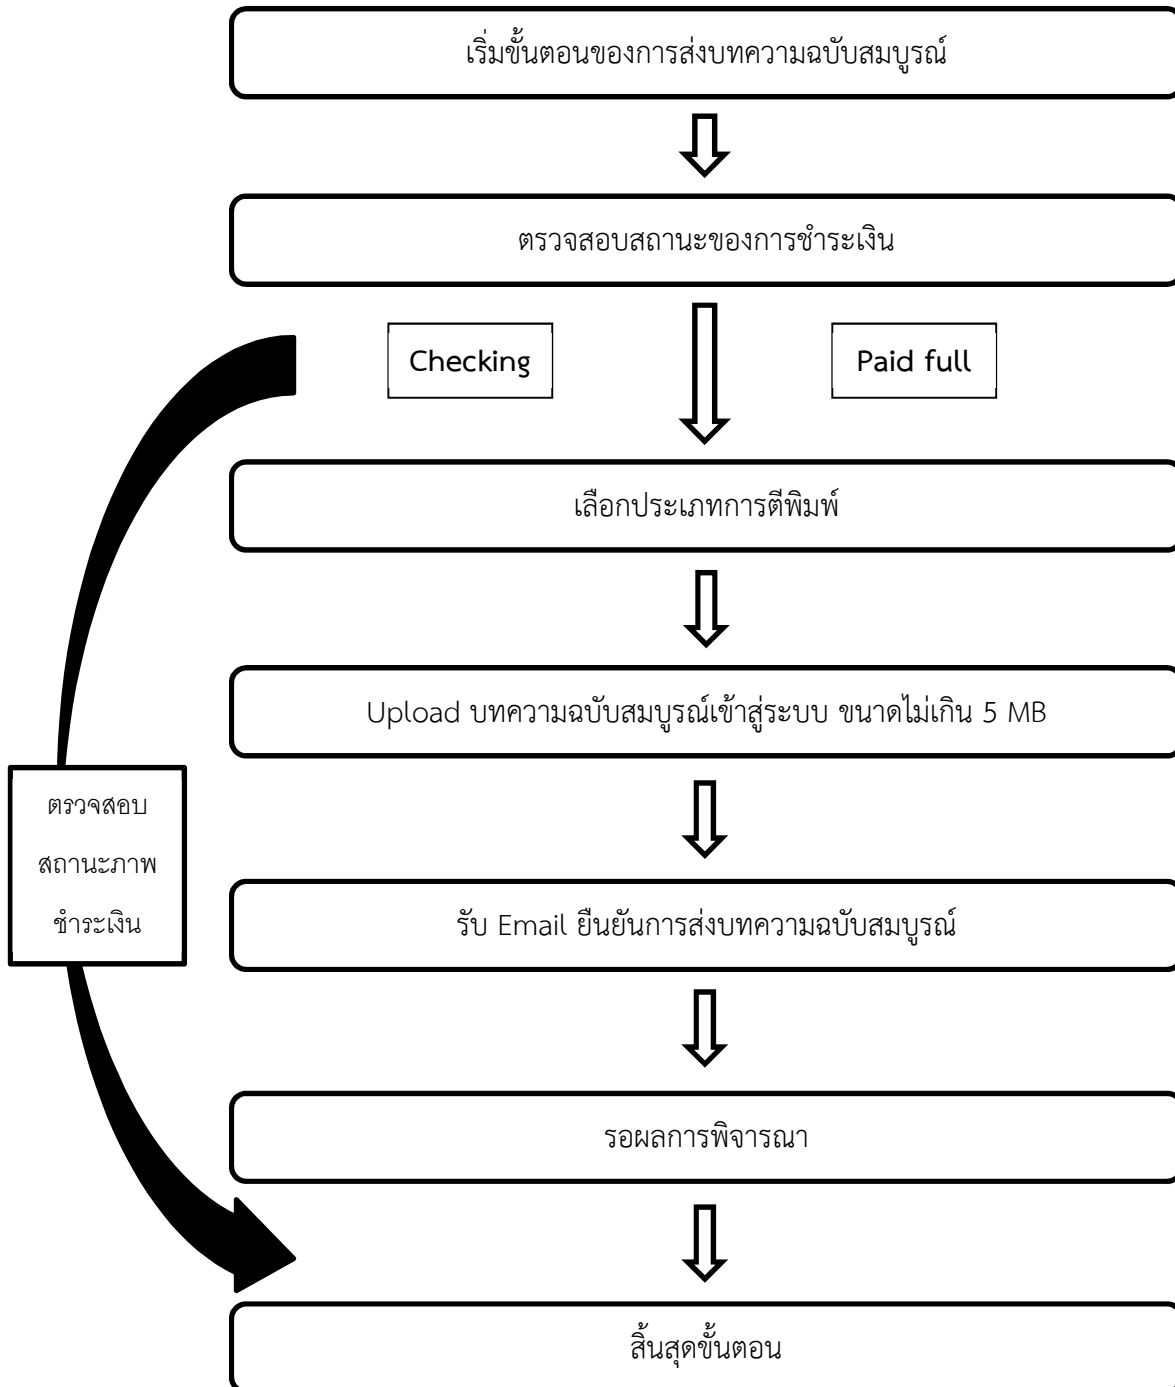 เริ่มขั้นตอนของการส่งบทความฉบับสมบูรณ์
ตรวจสอบสถานะของการชำระเงิน
Checking
Paid full
เลือกประเภทการตีพิมพ์
Upload บทความฉบับสมบูรณ์เข้าสู่ระบบ ขนาดไม่เกิน 5 MB
ตรวจสอบ
สถานะภาพ
ชำระเงิน
รับ Email ยืนยันการส่งบทความฉบับสมบูรณ์
รอผลการพิจารณา
สิ้นสุดขั้นตอน